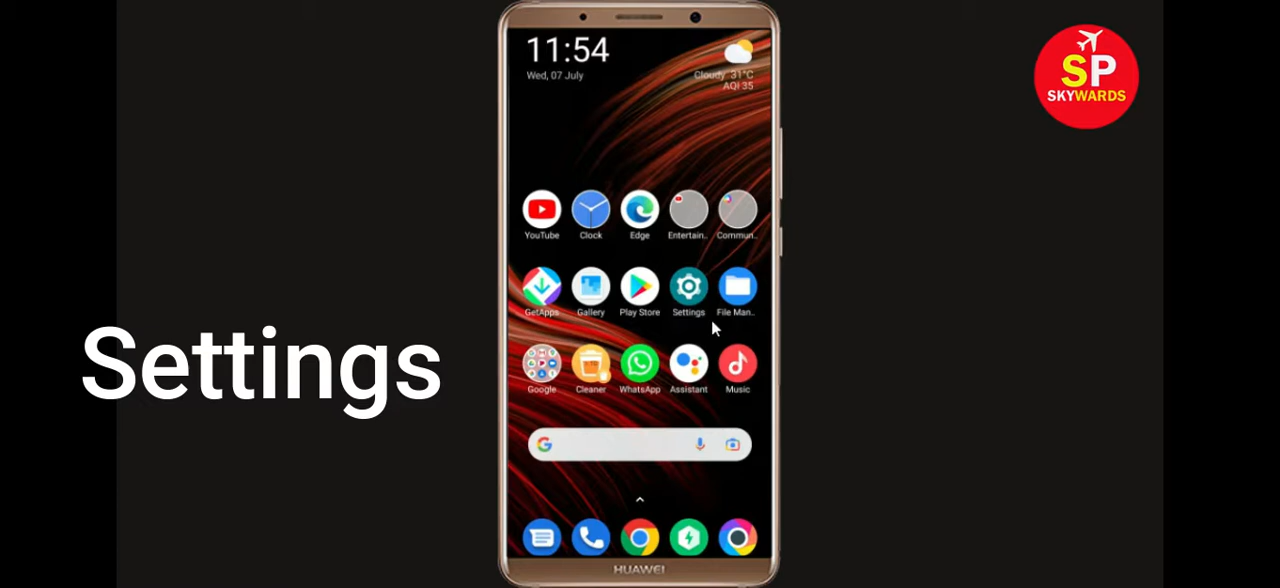 11:54
Wed, 07 July
Cloudy 31°C
AQI 35
SP
SKYWARDS
YouTube
Clock
Edge
Entertain..
Commun..
GetApps
Gallery
Play Store
Settings
File Man..
Settings
Google
Cleaner
WhatsApp
Assistant
Music
HUAWEI